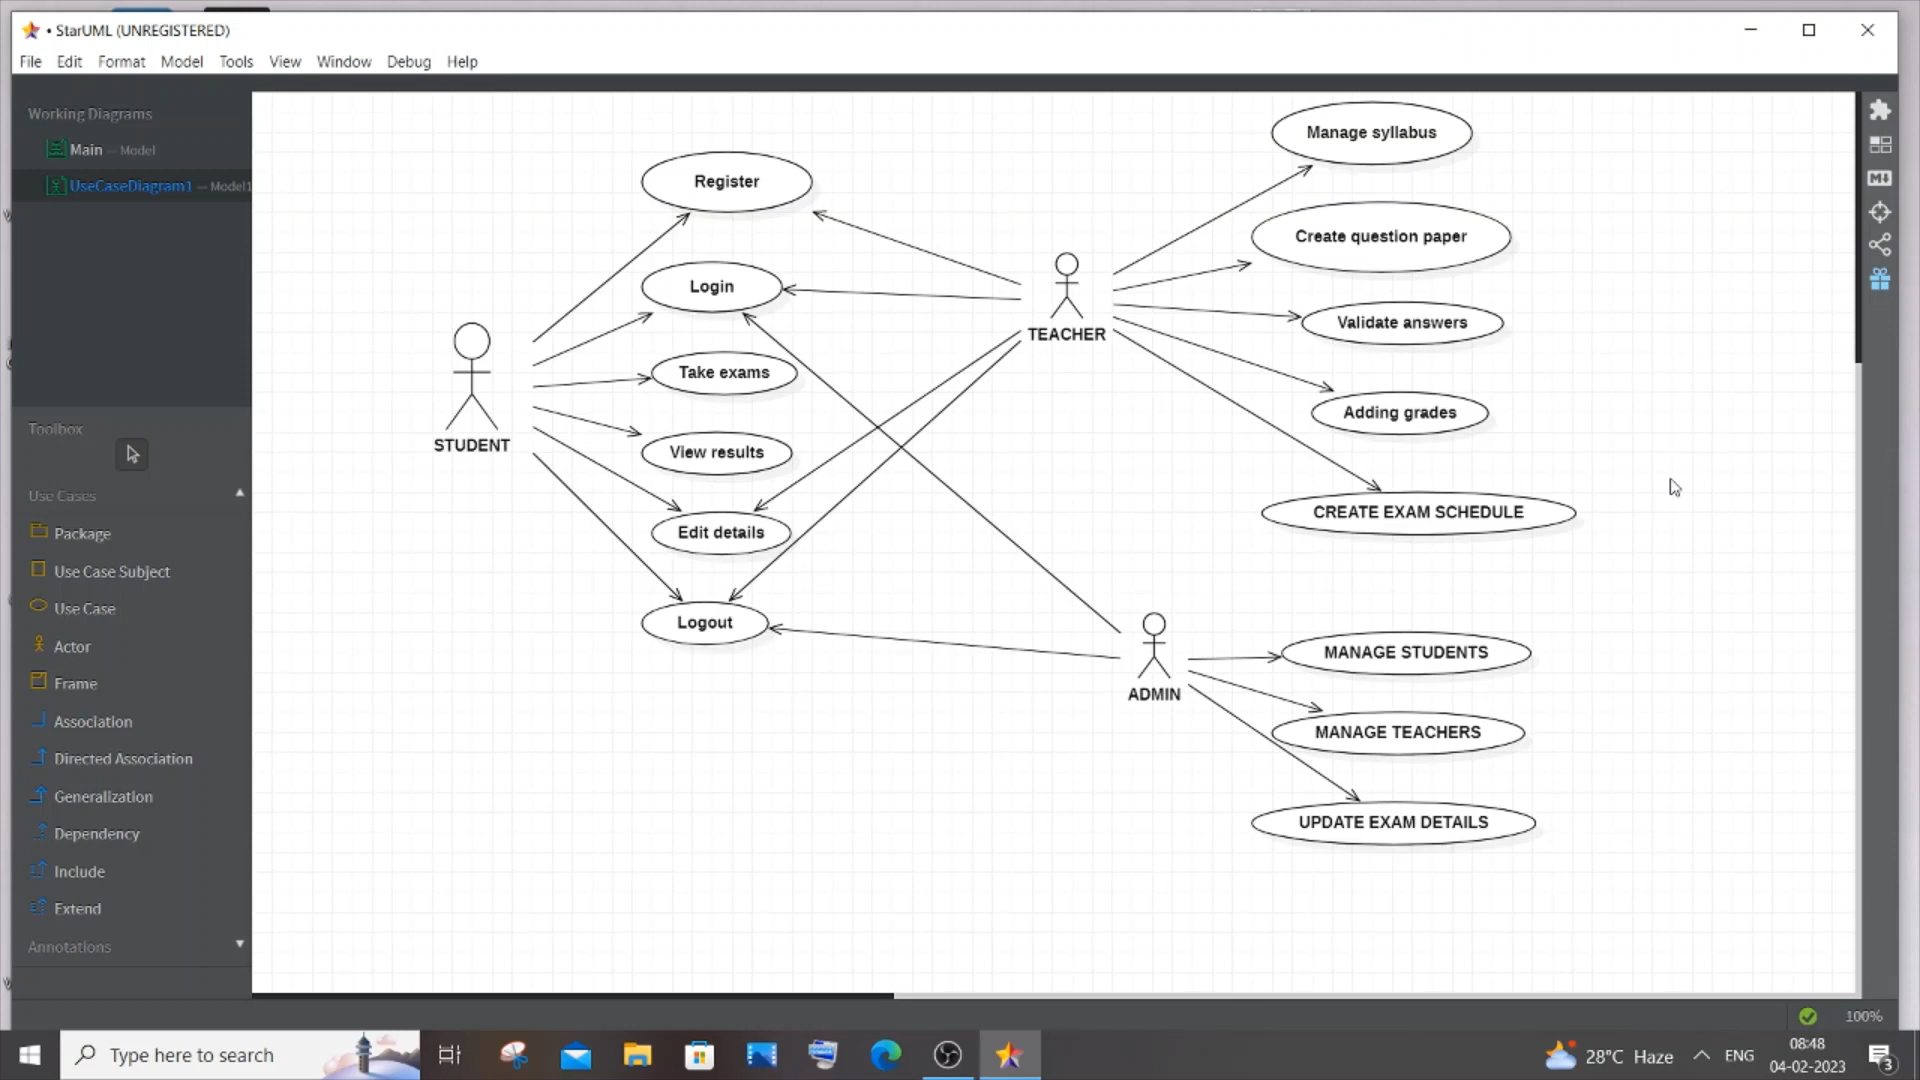 • StarUML (UNREGISTERED)
File Edit Format Model Tools View Window Debug Help
Working Diagrams
Main — Model
UseCaseDiagram1 — Model1
Toolbox
Use Cases
Package
Use Case Subject
Use Case
Actor
Frame
Association
Directed Association
Generalization
Dependency
Include
Extend
Annotations
Register
Login
Take exams
View results
Edit details
Logout
STUDENT
TEACHER
ADMIN
Manage syllabus
Create question paper
Validate answers
Adding grades
CREATE EXAM SCHEDULE
MANAGE STUDENTS
MANAGE TEACHERS
UPDATE EXAM DETAILS
M↓
100%
Type here to search
28°C Haze
ENG
08:48
04-02-2023
3